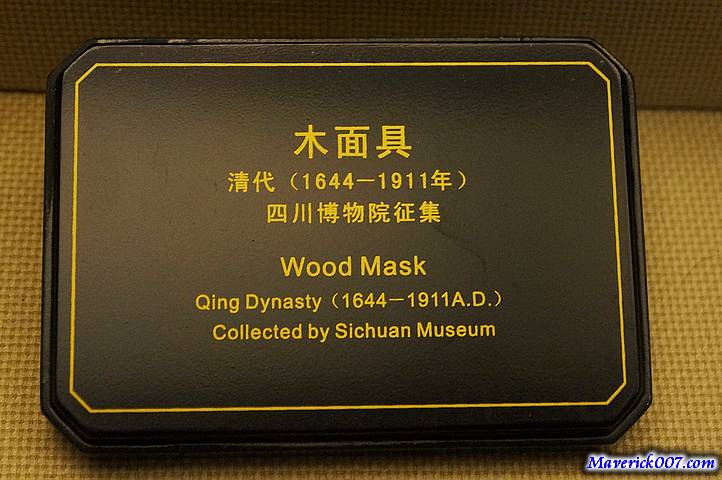 木面具
清代（1644－1911年）
四川博物院征集
Wood Mask
Qing Dynasty（1644－1911A.D.）
Collected by Sichuan Museum
Maverick007.com